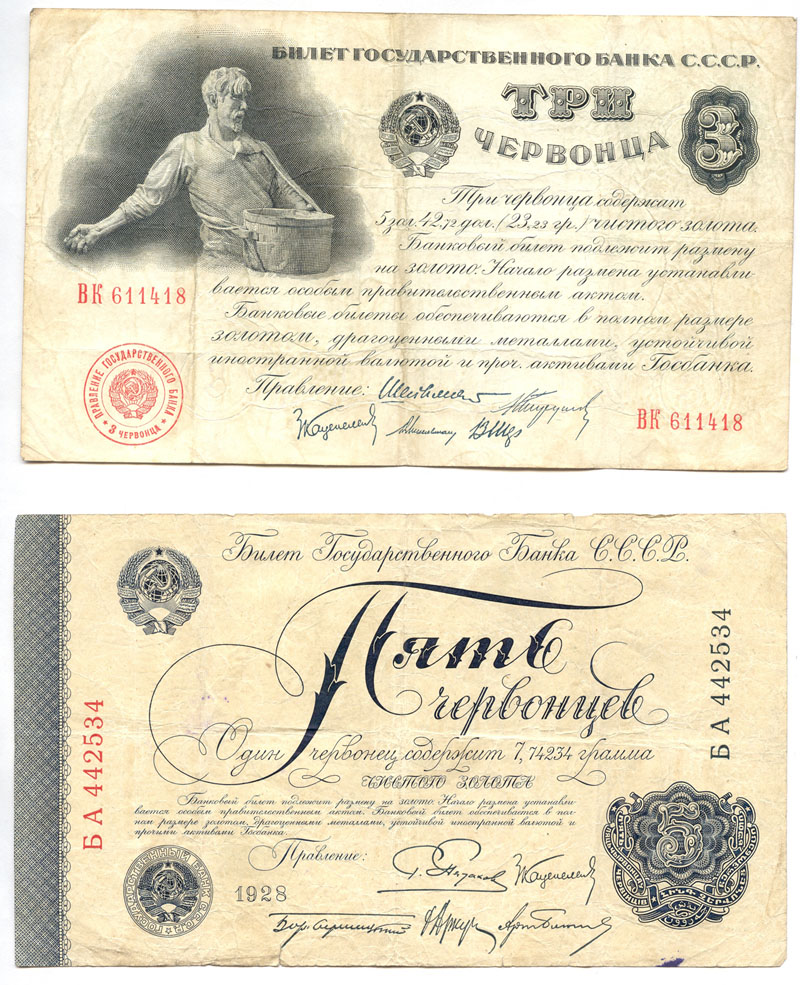 БИЛЕТ ГОСУДАРСТВЕННОГО БАНКА С.С.С.Р.
ТРИ
ЧЕРВОНЦА
3
Три червонца содержат
5 зол. 42,72 дол. (23,23 гр.) чистого золота.
Банковый билет подлежит размену
на золото. Начало размена устанавли-
вается особым правительственным актом.
Банковые билеты обеспечиваются в полном размере
золотом, драгоценными металлами, устойчивой
иностранной валютой и проч. активами Госбанка.
Правление:
ВК 611418
ПРАВЛЕНИЕ ГОСУДАРСТВЕННОГО БАНКА
3 ЧЕРВОНЦА
ВК 611418
Билет Государственного Банка С.С.С.Р.
Пять
червонцев
Один червонец содержит 7,74234 грамма
ЧИСТОГО ЗОЛОТА
Банковый билет подлежит размену на золото. Начало размена устанавли-
вается особым правительственным актом. Банковый билет обеспечивается в пол-
ном размере золотом, драгоценными металлами, устойчивой иностранной валютой и
прочими активами Госбанка.
Правление:
1928
БА 442534
БА 442534
5